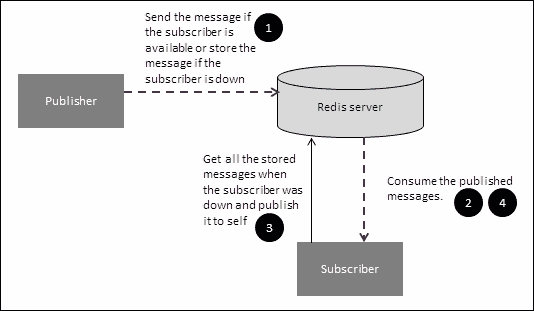 Send the message if
the subscriber is
available or store the
message if the
subscriber is down
1
Publisher
Redis server
Get all the stored
messages when
the subscriber was
down and publish
it to self
3
Consume the published
messages.
2
4
Subscriber